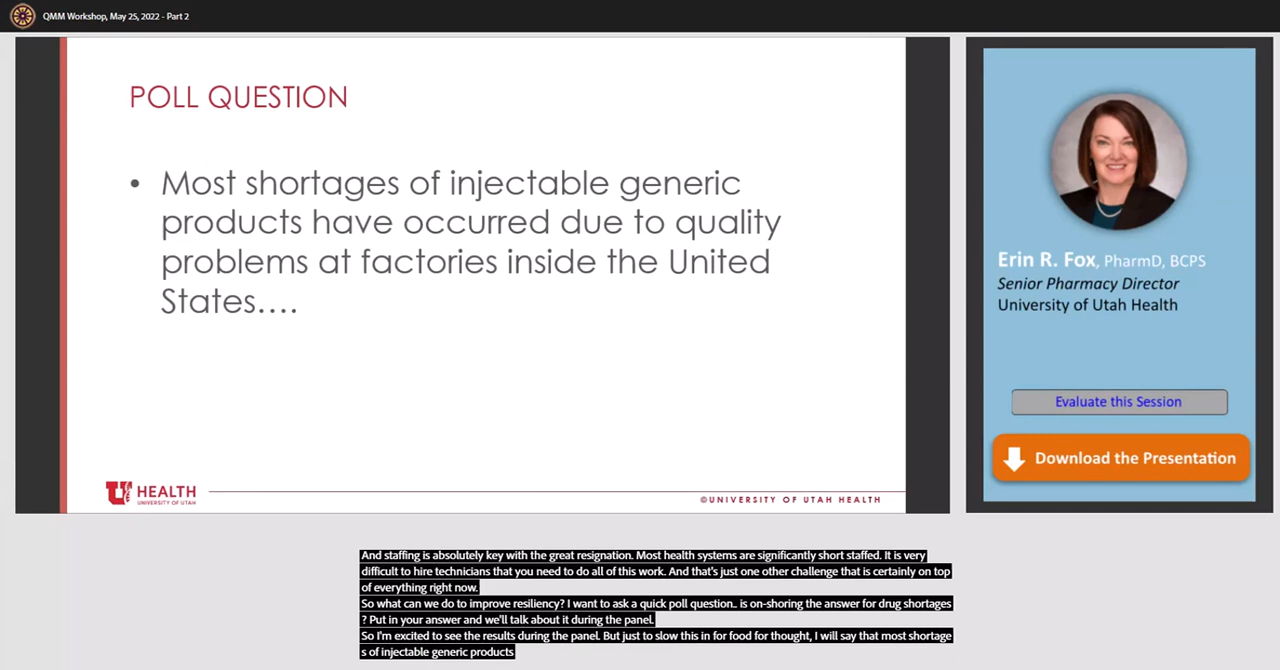 QMM Workshop, May 25, 2022 - Part 2
POLL QUESTION
• Most shortages of injectable generic
products have occurred due to quality
problems at factories inside the United
States....
HEALTH
UNIVERSITY OF UTAH
©UNIVERSITY OF UTAH HEALTH
Erin R. Fox, PharmD, BCPS
Senior Pharmacy Director
University of Utah Health
Evaluate this Session
Download the Presentation
And staffing is absolutely key with the great resignation. Most health systems are significantly short staffed. It is very
difficult to hire technicians that you need to do all of this work. And that's just one other challenge that is certainly on top
of everything right now.
So what can we do to improve resiliency? I want to ask a quick poll question.. is on-shoring the answer for drug shortages
? Put in your answer and we'll talk about it during the panel.
So I'm excited to see the results during the panel. But just to slow this in for food for thought, I will say that most shortage
s of injectable generic products